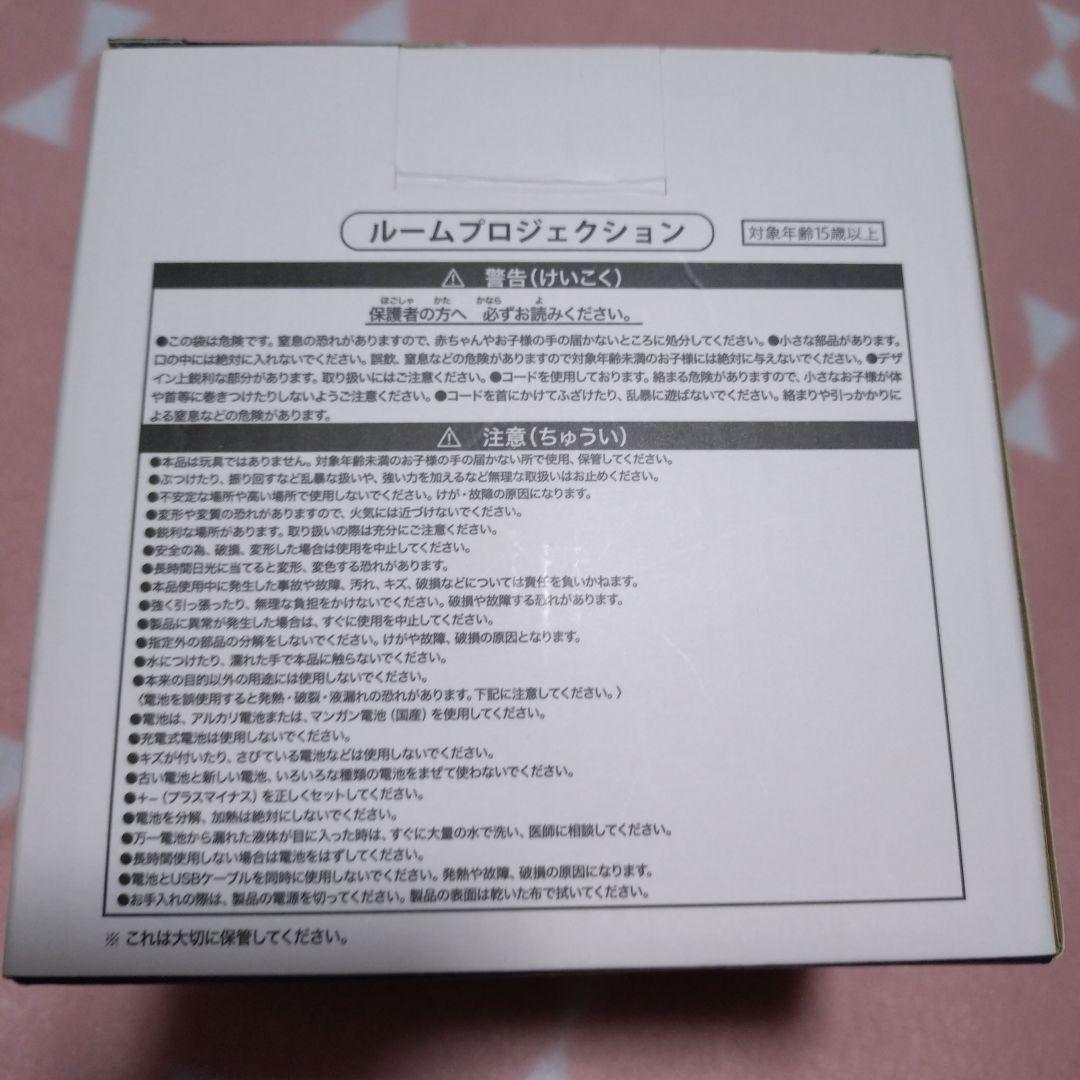 ルームプロジェクション
対象年齢15歳以上
⚠ 警告(けいこく)
ほごしゃ かた かなら よ
保護者の方へ 必ずお読みください。
●この袋は危険です。窒息の恐れがありますので、赤ちゃんやお子様の手の届かないところに処分してください。●小さな部品があります。
口の中には絶対に入れないでください。誤飲、窒息などの危険がありますので対象年齢未満のお子様には絶対に与えないでください。●デザ
イン上鋭利な部分があります。取り扱いにはご注意ください。●コードを使用しております。絡まる危険がありますので、小さなお子様が体
や首等に巻きつけたりしないようご注意ください。●コードを首にかけてふざけたり、乱暴に遊ばないでください。絡まりや引っかかりに
よる窒息などの危険があります。
⚠ 注意(ちゅうい)
●本品は玩具ではありません。対象年齢未満のお子様の手の届かない所で使用、保管してください。
●ぶつけたり、振り回すなど乱暴な扱いや、強い力を加えるなど無理な取扱いはお止めください。
●不安定な場所や高い場所で使用しないでください。けが・故障の原因になります。
●変形や変質の恐れがありますので、火気には近づけないでください。
●鋭利な場所があります。取り扱いの際は充分にご注意ください。
●安全の為、破損、変形した場合は使用を中止してください。
●長時間日光に当てると変形、変色する恐れがあります。
●本品使用中に発生した事故や故障、汚れ、キズ、破損などについては責任を負いかねます。
●強く引っ張ったり、無理な負担をかけないでください。破損や故障する恐れがあります。
●製品に異常が発生した場合は、すぐに使用を中止してください。
●指定外の部品の分解をしないでください。けがや故障、破損の原因となります。
●水につけたり、濡れた手で本品に触らないでください。
●本来の目的以外の用途には使用しないでください。
〈電池を誤使用すると発熱・破裂・液漏れの恐れがあります。下記に注意してください。〉
●電池は、アルカリ電池または、マンガン電池(国産)を使用してください。
●充電式電池は使用しないでください。
●キズが付いたり、さびている電池などは使用しないでください。
●古い電池と新しい電池、いろいろな種類の電池をまぜて使わないでください。
●+-(プラスマイナス)を正しくセットしてください。
●電池を分解、加熱は絶対にしないでください。
●万一電池から漏れた液体が目に入った時は、すぐに大量の水で洗い、医師に相談してください。
●長時間使用しない場合は電池をはずしてください。
●電池とUSBケーブルを同時に使用しないでください。発熱や故障、破損の原因になります。
●お手入れの際は、製品の電源を切ってください。製品の表面は乾いた布で拭いてください。
※ これは大切に保管してください。